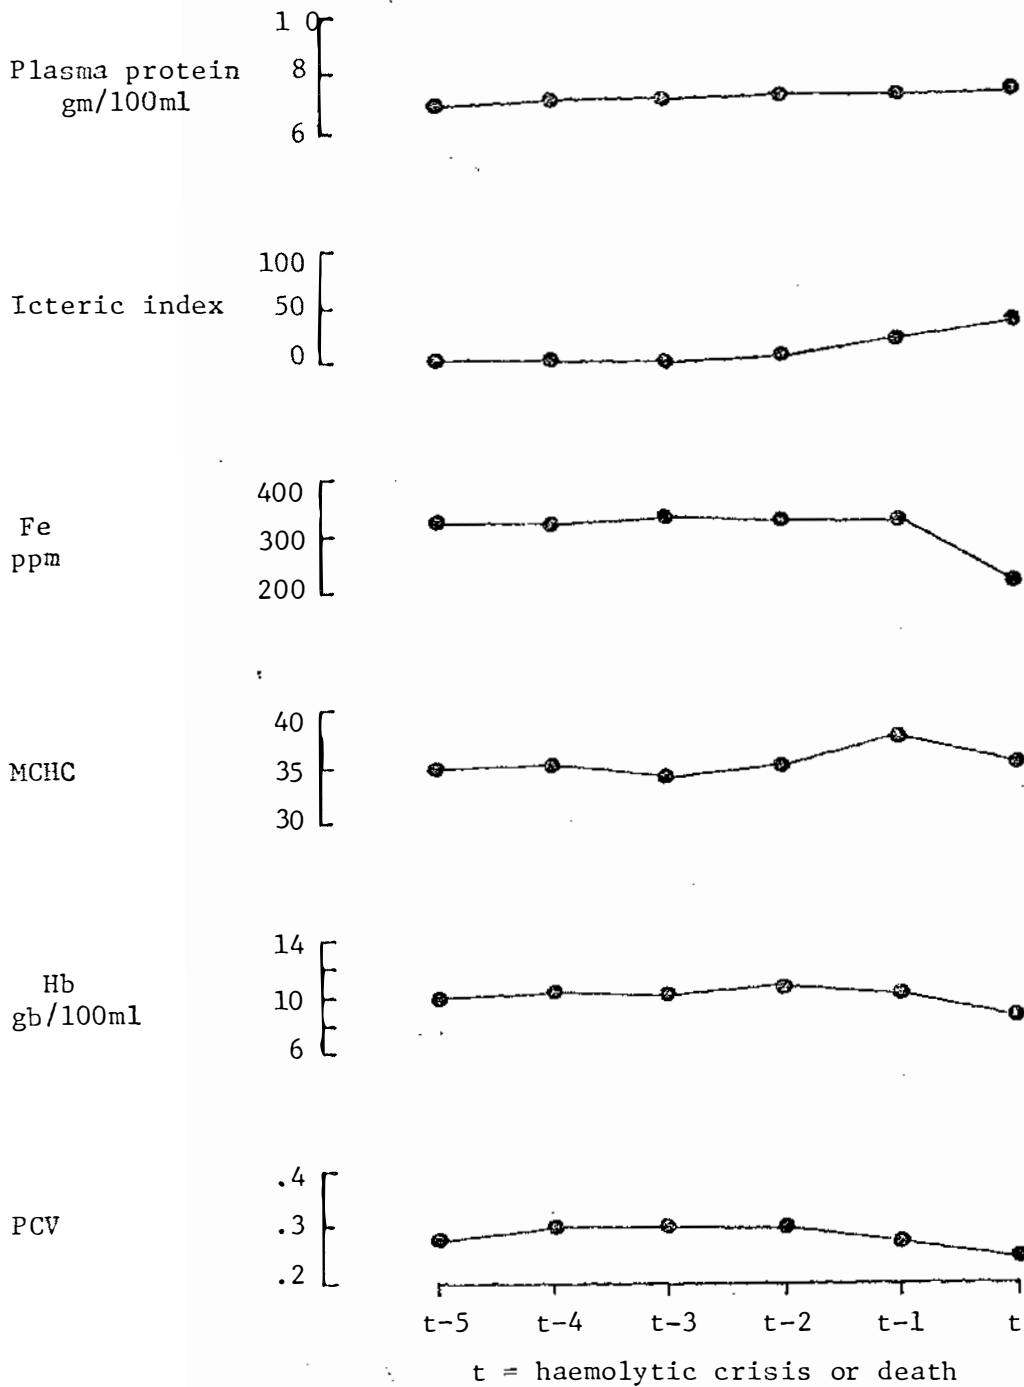 1 0
Plasma protein 8
gm/100ml
6
100
Icteric index 50
0
400
Fe 300
ppm
200
40
MCHC 35
30
14
Hb 10
gb/100ml
6
.4
PCV .3
.2
t-5 t-4 t-3 t-2 t-1 t
t = haemolytic crisis or death